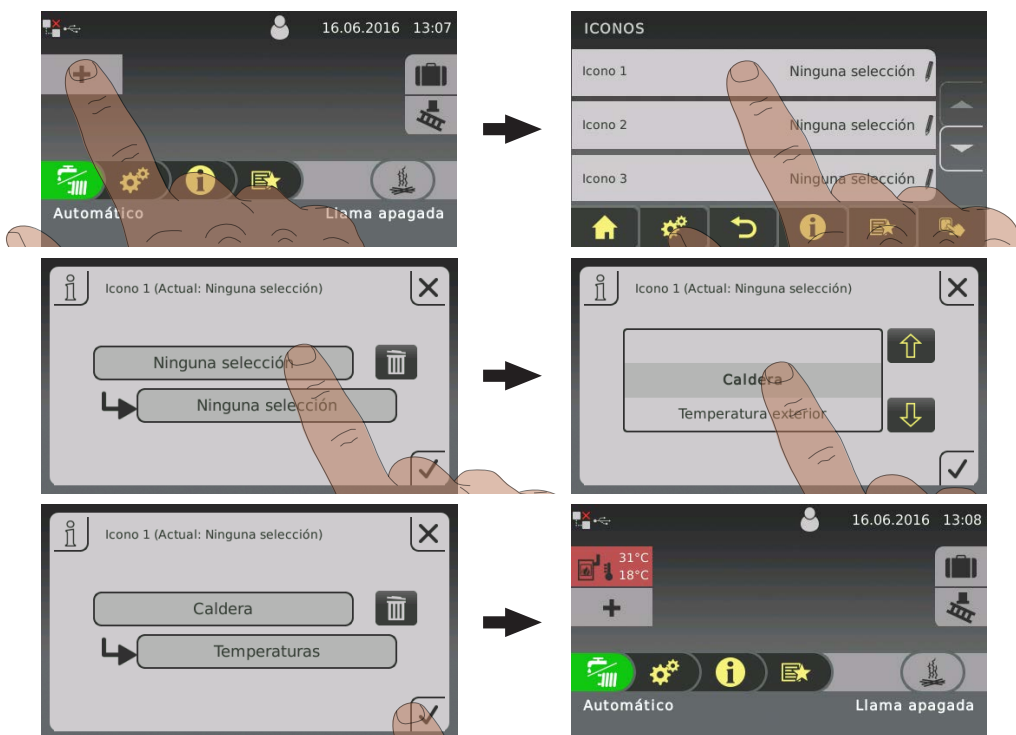 16.06.2016 13:07
Automático
Llama apagada
ICONOS
Icono 1
Ninguna selección
Icono 2
Ninguna selección
Icono 3
Ninguna selección
Icono 1 (Actual: Ninguna selección)
Ninguna selección
Ninguna selección
Icono 1 (Actual: Ninguna selección)
Caldera
Temperatura exterior
Icono 1 (Actual: Ninguna selección)
Caldera
Temperaturas
16.06.2016 13:08
31°C
18°C
Automático
Llama apagada